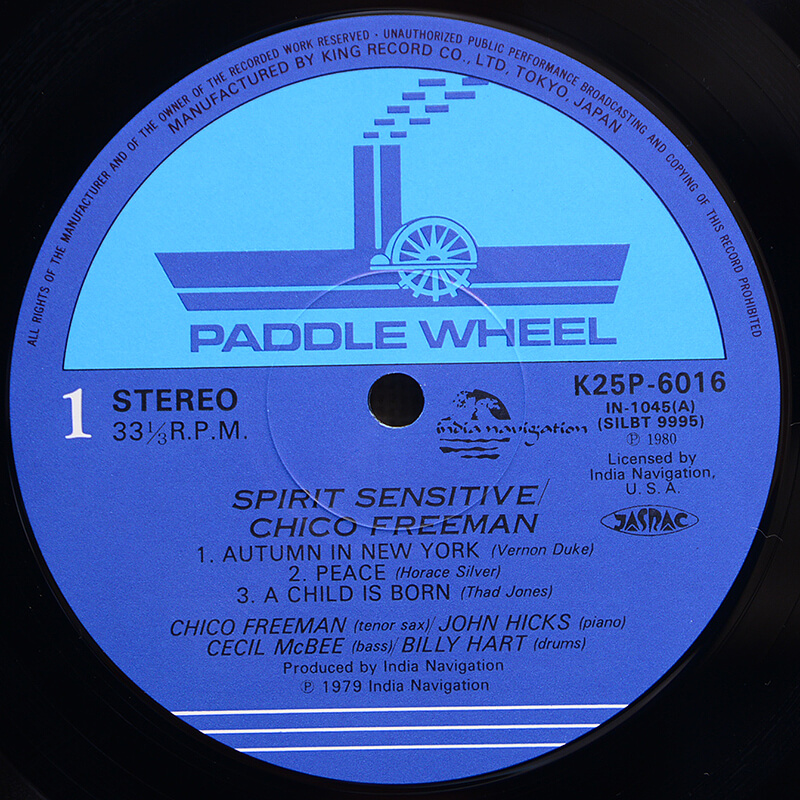 ALL RIGHTS OF THE MANUFACTURER AND OF THE OWNER OF THE RECORDED WORK RESERVED · UNAUTHORIZED PUBLIC PERFORMANCE BROADCASTING AND COPYING OF THIS RECORD PROHIBITED
MANUFACTURED BY KING RECORD CO., LTD, TOKYO, JAPAN
PADDLE WHEEL
1 STEREO
33⅓ R.P.M.
K25P-6016
IN-1045(A)
(SILBT 9995)
℗ 1980
india navigation
Licensed by
India Navigation,
U. S. A.
JASRAC
SPIRIT SENSITIVE/
CHICO FREEMAN
1. AUTUMN IN NEW YORK (Vernon Duke)
2. PEACE (Horace Silver)
3. A CHILD IS BORN (Thad Jones)
CHICO FREEMAN (tenor sax)/JOHN HICKS (piano)
CECIL McBEE (bass)/BILLY HART (drums)
Produced by India Navigation
℗ 1979 India Navigation